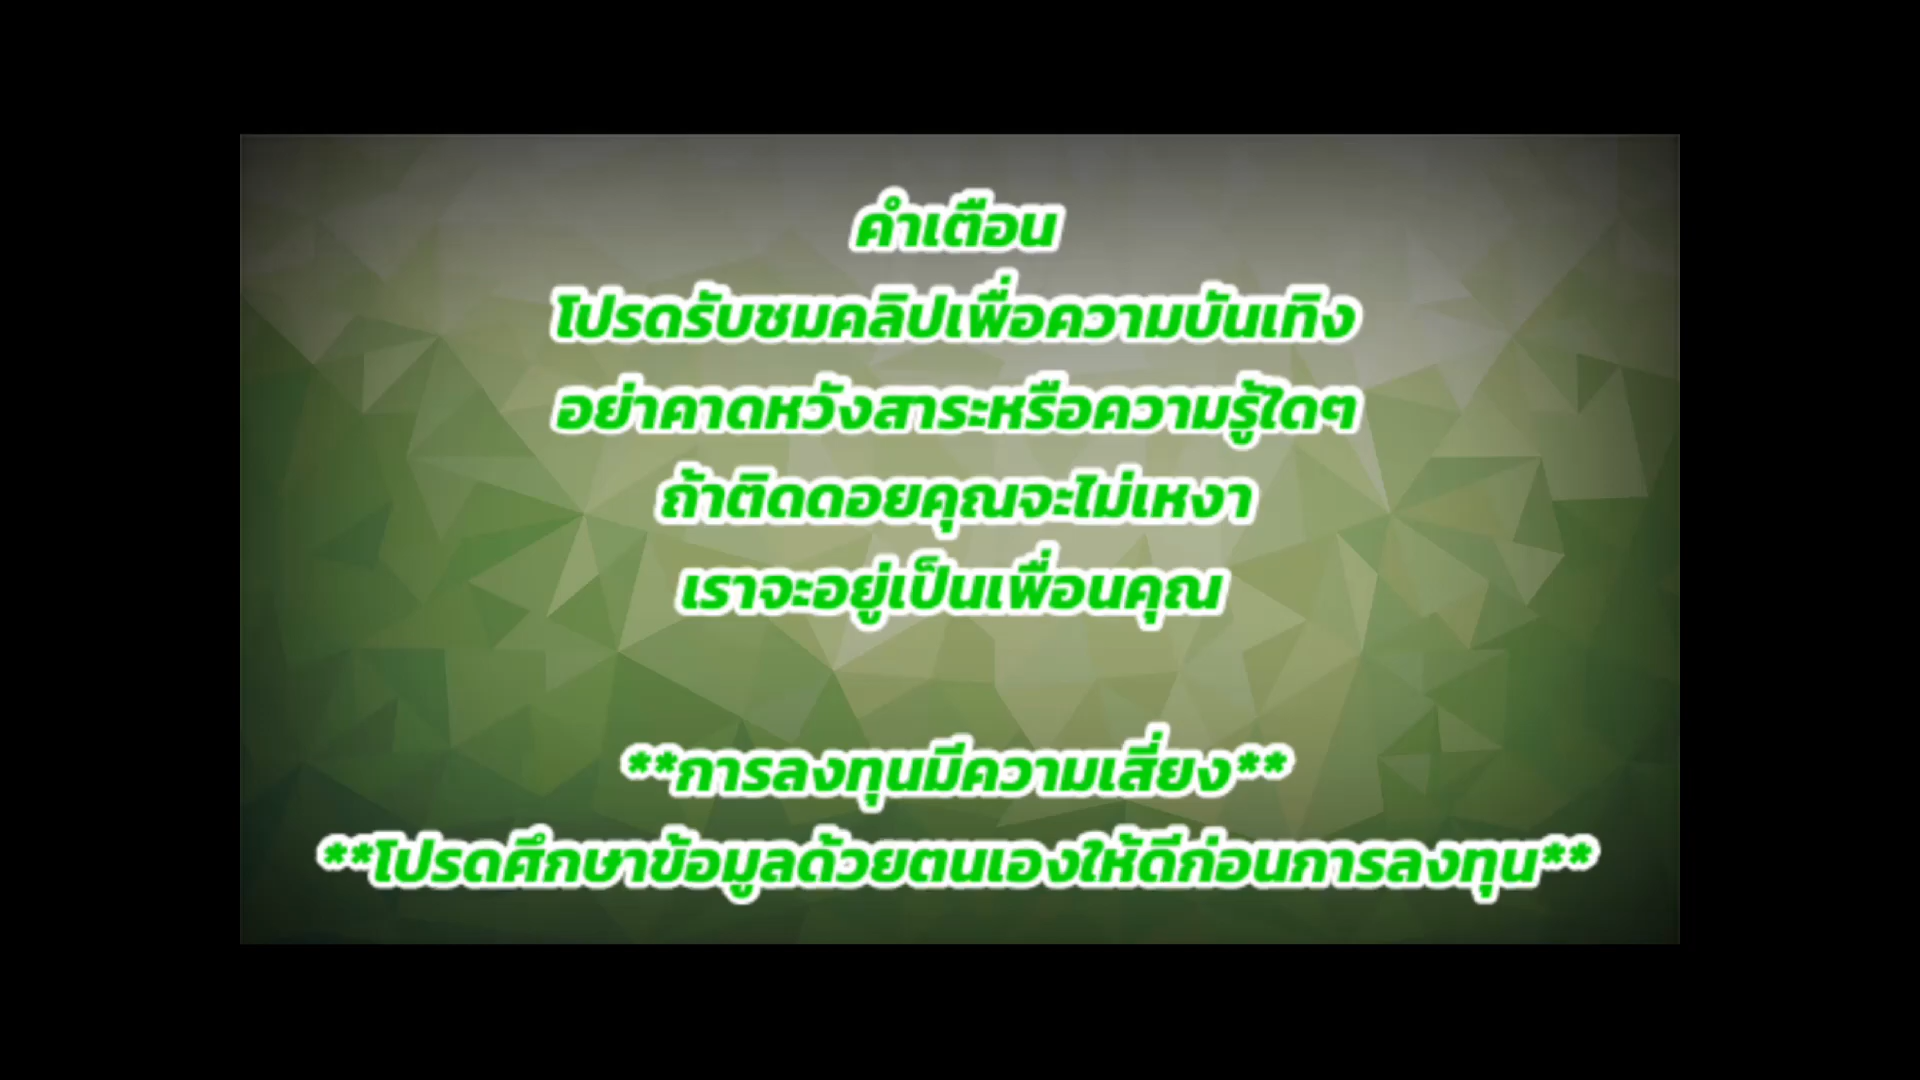 คำเตือน
โปรดรับชมคลิปเพื่อความบันเทิง
อย่าคาดหวังสาระหรือความรู้ใดๆ
ถ้าติดดอยคุณจะไม่เหงา
เราจะอยู่เป็นเพื่อนคุณ
**การลงทุนมีความเสี่ยง**
**โปรดศึกษาข้อมูลด้วยตนเองให้ดีก่อนการลงทุน**